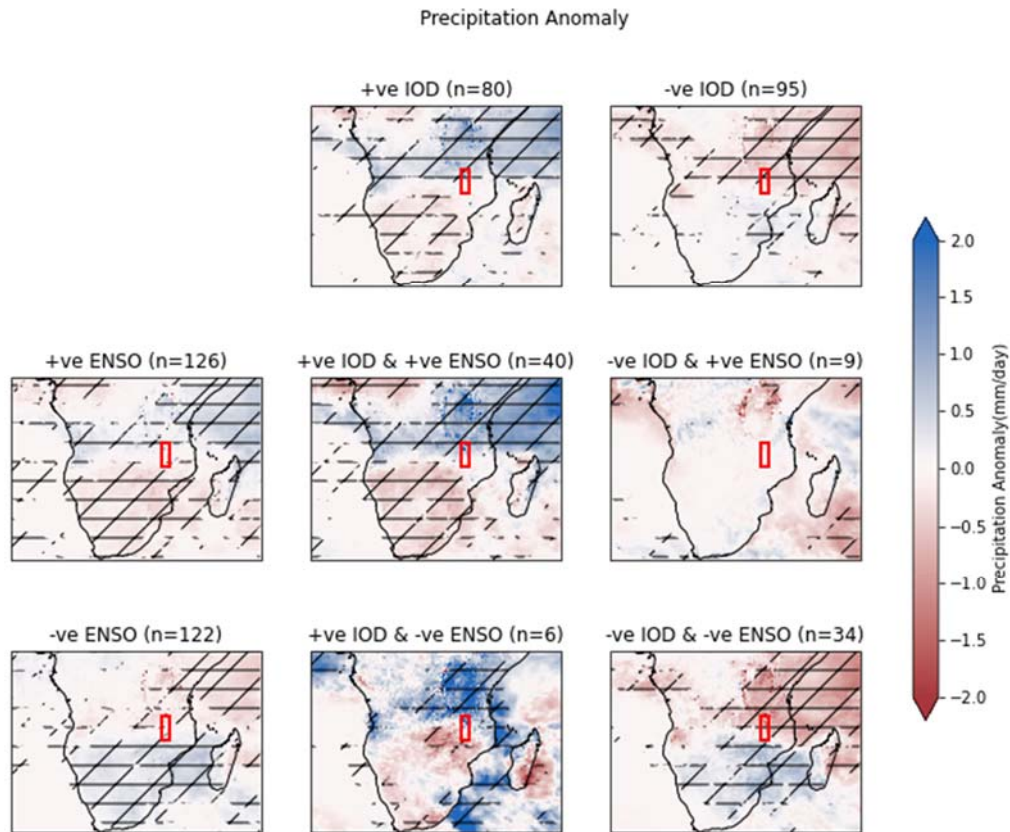 Precipitation Anomaly
+ve IOD (n=80)
-ve IOD (n=95)
+ve ENSO (n=126)
+ve IOD & +ve ENSO (n=40)
-ve IOD & +ve ENSO (n=9)
-ve ENSO (n=122)
+ve IOD & -ve ENSO (n=6)
-ve IOD & -ve ENSO (n=34)
2.0
1.5
1.0
0.5
0.0
−0.5
−1.0
−1.5
−2.0
Precipitation Anomaly(mm/day)